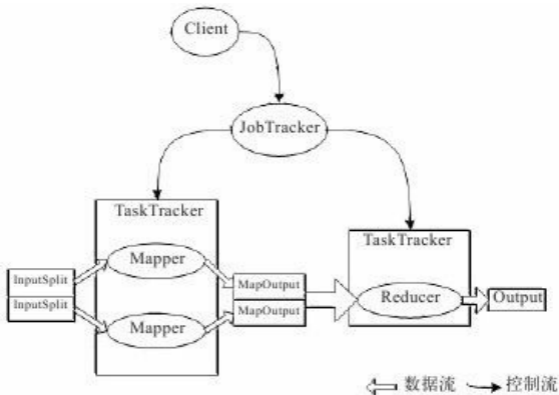 Client
JobTracker
TaskTracker
TaskTracker
Mapper
Mapper
InputSplit
InputSplit
MapOutput
MapOutput
Reducer
Output
数据流
控制流